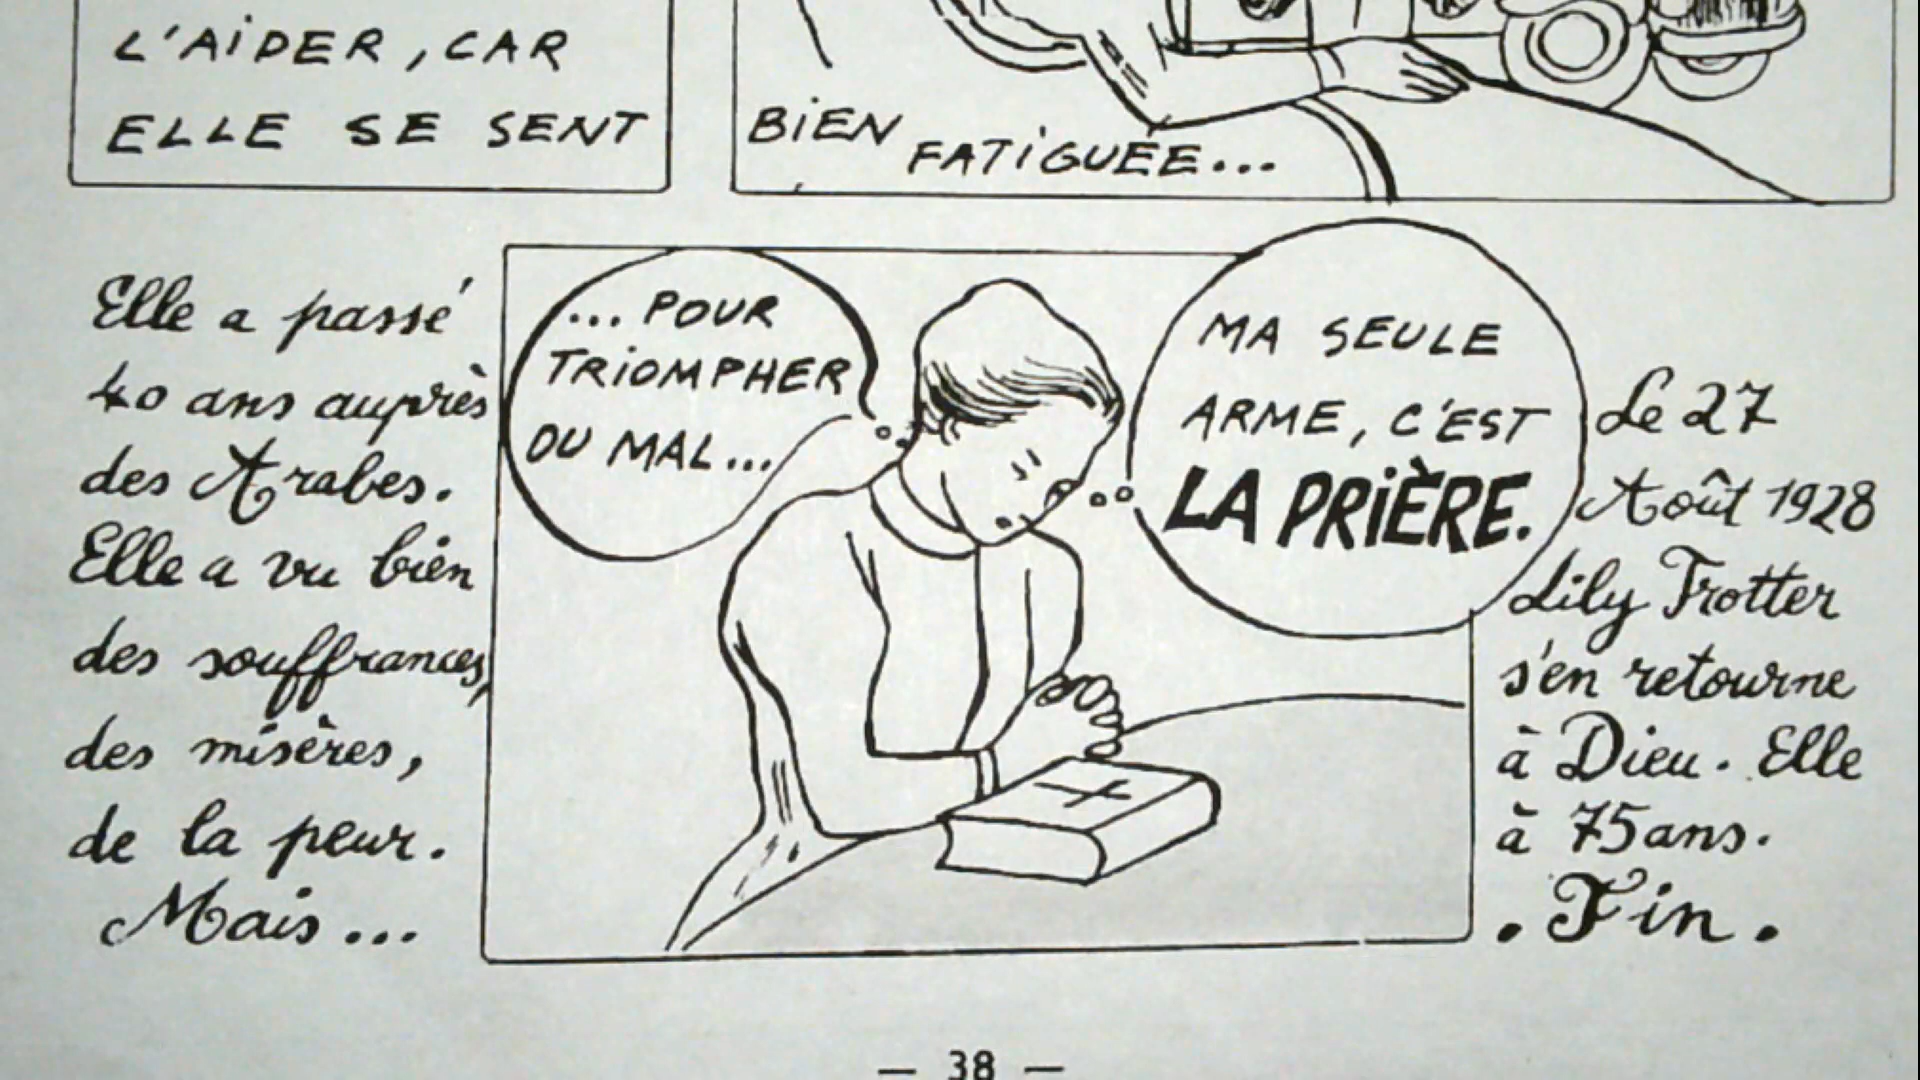 L'AIDER, CAR
ELLE SE SENT
BIEN
FATIGUÉE...
Elle a passé
40 ans auprès
des Arabes.
Elle a vu bien
des souffrances,
des misères,
de la peur.
Mais...
... POUR
TRIOMPHER
DU MAL...
MA SEULE
ARME, C'EST
LA PRIÈRE.
Le 27
Août 1928
Lily Trotter
s'en retourne
à Dieu. Elle
à 75 ans.
. Fin .
— 38 —